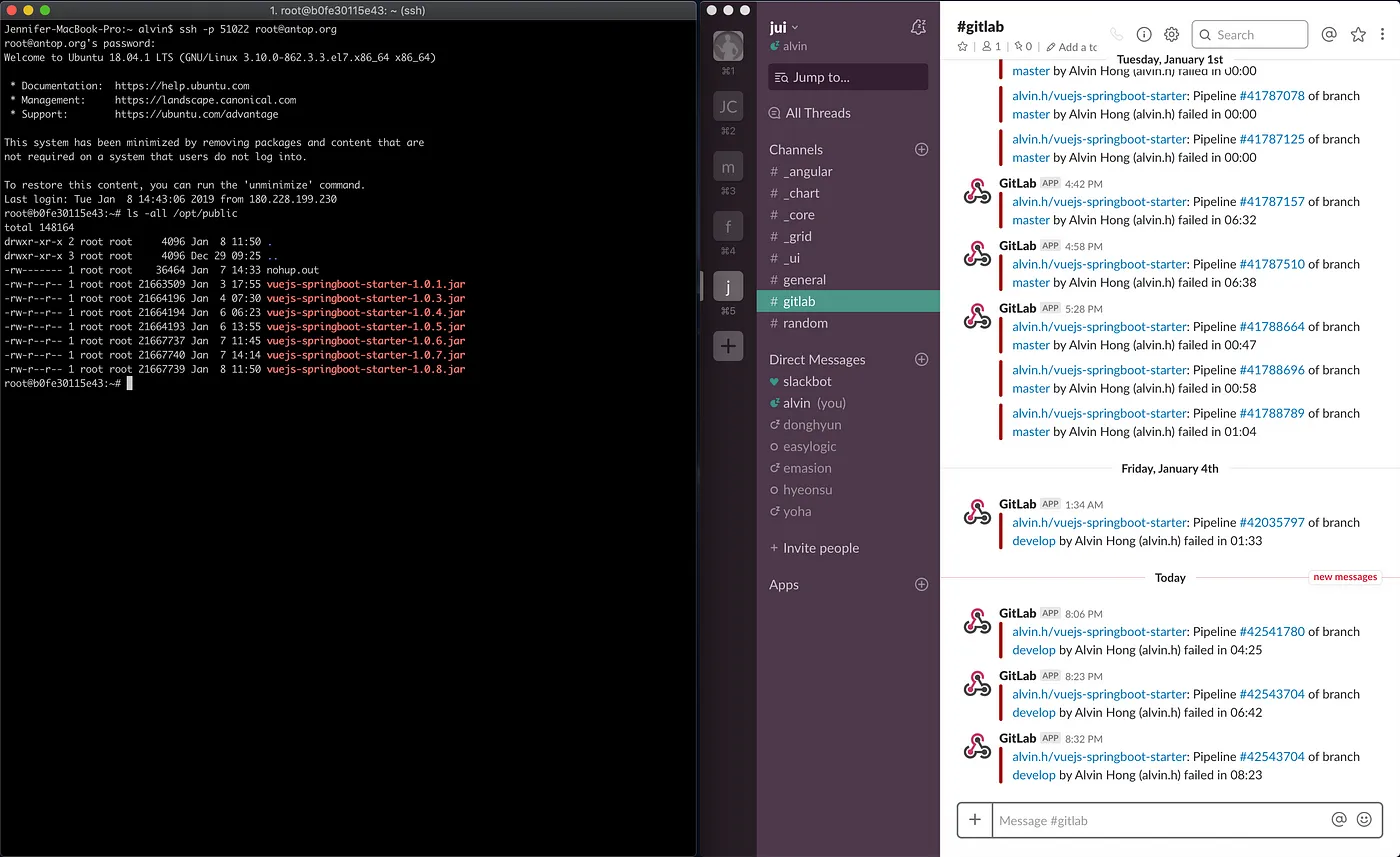 1. root@b0fe30115e43: ~ (ssh)
Jennifer-MacBook-Pro:~ alvin$ ssh -p 51022 root@antop.org
root@antop.org's password:
Welcome to Ubuntu 18.04.1 LTS (GNU/Linux 3.10.0-862.3.3.el7.x86_64 x86_64)
* Documentation:  https://help.ubuntu.com
* Management:     https://landscape.canonical.com
* Support:        https://ubuntu.com/advantage
This system has been minimized by removing packages and content that are
not required on a system that users do not log into.
To restore this content, you can run the 'unminimize' command.
Last login: Tue Jan  8 14:43:06 2019 from 180.228.199.230
root@b0fe30115e43:~# ls -all /opt/public
total 148164
drwxr-xr-x 2 root root     4096 Jan  8 11:50 .
drwxr-xr-x 3 root root     4096 Dec 29 09:25 ..
-rw------- 1 root root    36464 Jan  7 14:33 nohup.out
-rw-r--r-- 1 root root 21663509 Jan  3 17:55 vuejs-springboot-starter-1.0.1.jar
-rw-r--r-- 1 root root 21664196 Jan  4 07:30 vuejs-springboot-starter-1.0.3.jar
-rw-r--r-- 1 root root 21664194 Jan  6 06:23 vuejs-springboot-starter-1.0.4.jar
-rw-r--r-- 1 root root 21664193 Jan  6 13:55 vuejs-springboot-starter-1.0.5.jar
-rw-r--r-- 1 root root 21667737 Jan  7 11:45 vuejs-springboot-starter-1.0.6.jar
-rw-r--r-- 1 root root 21667740 Jan  7 14:14 vuejs-springboot-starter-1.0.7.jar
-rw-r--r-- 1 root root 21667739 Jan  8 11:50 vuejs-springboot-starter-1.0.8.jar
root@b0fe30115e43:~#
⌘1
JC
⌘2
m
⌘3
f
⌘4
j
⌘5
+
jui
alvin
Jump to...
All Threads
Channels
# _angular
# _chart
# _core
# _grid
# _ui
# general
# gitlab
# random
Direct Messages
slackbot
alvin (you)
donghyun
easylogic
emasion
hyeonsu
yoha
+ Invite people
Apps
#gitlab
1 | 0 | Add a to
Search
Tuesday, January 1st
master by Alvin Hong (alvin.h) failed in 00:00
alvin.h/vuejs-springboot-starter: Pipeline #41787078 of branch
master by Alvin Hong (alvin.h) failed in 00:00
alvin.h/vuejs-springboot-starter: Pipeline #41787125 of branch
master by Alvin Hong (alvin.h) failed in 00:00
GitLab APP 4:42 PM
alvin.h/vuejs-springboot-starter: Pipeline #41787157 of branch
master by Alvin Hong (alvin.h) failed in 06:32
GitLab APP 4:58 PM
alvin.h/vuejs-springboot-starter: Pipeline #41787510 of branch
master by Alvin Hong (alvin.h) failed in 06:38
GitLab APP 5:28 PM
alvin.h/vuejs-springboot-starter: Pipeline #41788664 of branch
master by Alvin Hong (alvin.h) failed in 00:47
alvin.h/vuejs-springboot-starter: Pipeline #41788696 of branch
master by Alvin Hong (alvin.h) failed in 00:58
alvin.h/vuejs-springboot-starter: Pipeline #41788789 of branch
master by Alvin Hong (alvin.h) failed in 01:04
Friday, January 4th
GitLab APP 1:34 AM
alvin.h/vuejs-springboot-starter: Pipeline #42035797 of branch
develop by Alvin Hong (alvin.h) failed in 01:33
Today
new messages
GitLab APP 8:06 PM
alvin.h/vuejs-springboot-starter: Pipeline #42541780 of branch
develop by Alvin Hong (alvin.h) failed in 04:25
GitLab APP 8:23 PM
alvin.h/vuejs-springboot-starter: Pipeline #42543704 of branch
develop by Alvin Hong (alvin.h) failed in 06:42
GitLab APP 8:32 PM
alvin.h/vuejs-springboot-starter: Pipeline #42543704 of branch
develop by Alvin Hong (alvin.h) failed in 08:23
+ Message #gitlab